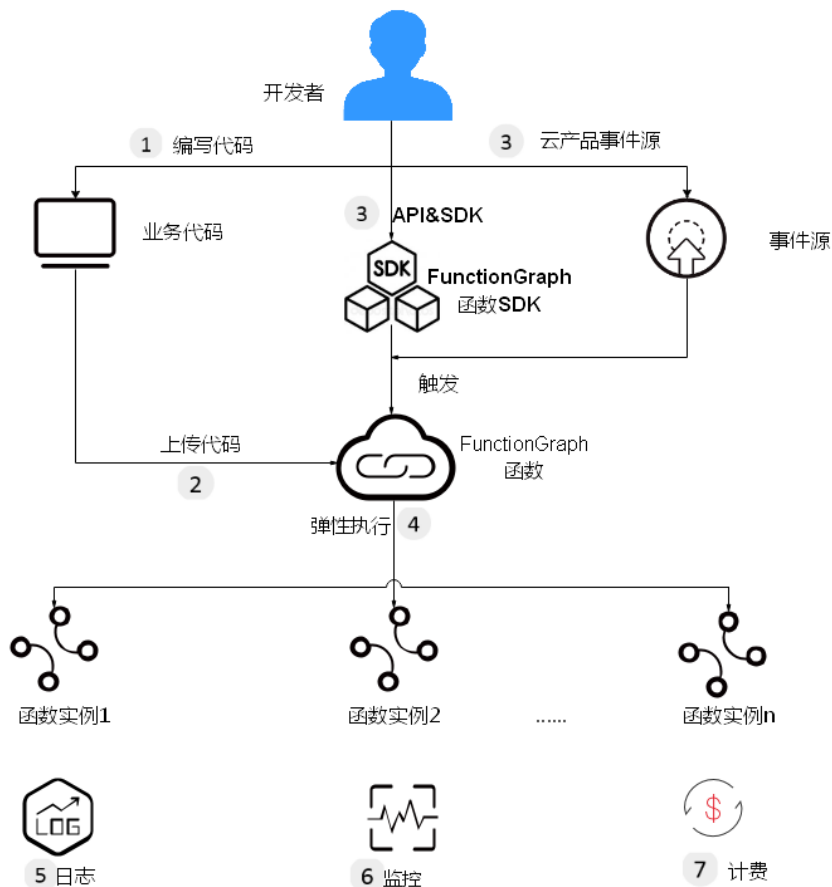 开发者
1 编写代码
3 云产品事件源
业务代码
3 API&SDK
事件源
SDK
FunctionGraph
函数SDK
触发
上传代码
2
FunctionGraph
函数
弹性执行 4
函数实例1
函数实例2
......
函数实例n
LOG
$
5 日志
6 监控
7 计费